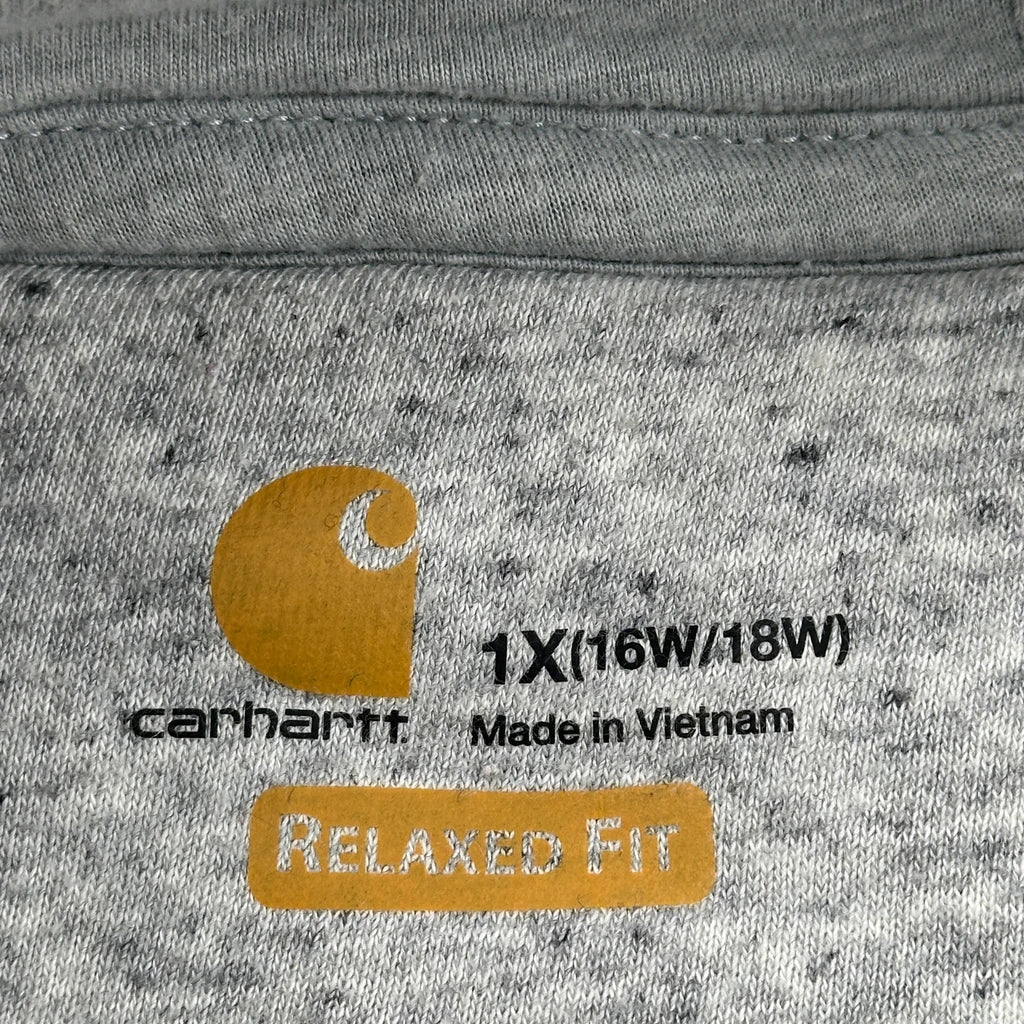 1X(16W/18W)
carhartt.
Made in Vietnam
RELAXED FIT